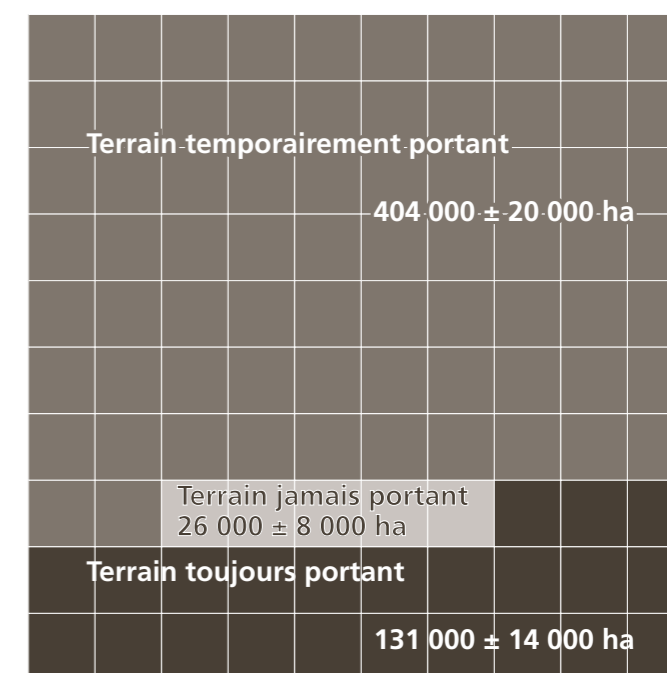 Terrain temporairement portant
404 000 ± 20 000 ha
Terrain jamais portant
26 000 ± 8 000 ha
Terrain toujours portant
131 000 ± 14 000 ha